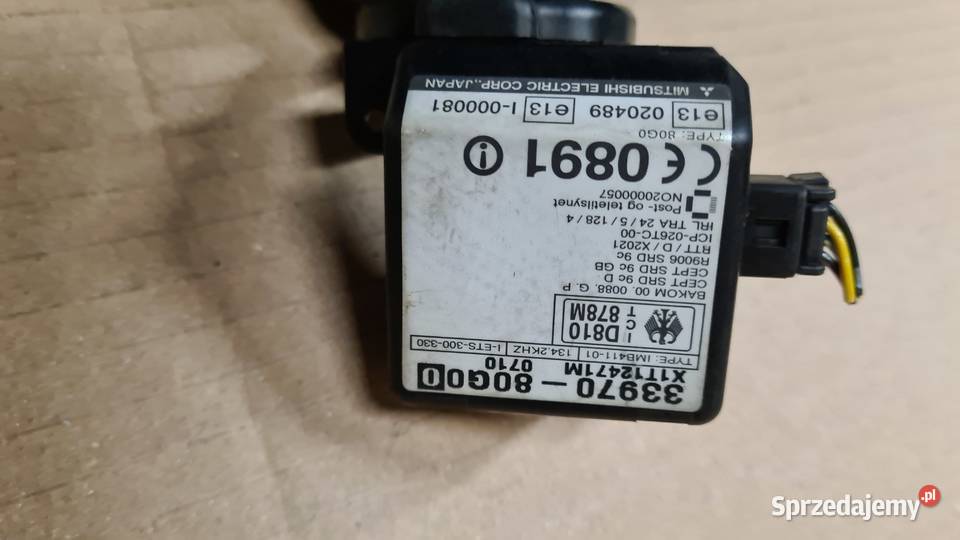 33970-80G00
X1T12471M 0710
TYPE: IMB411-01 134.2KHZ I-ETS-300-330
D810
I C T 878M
BAKOM 00. 0088. G. P
CEPT SRD 9c D
CEPT SRD 9c GB
R9006 SRD 9c
RTT / D / X2021
ICP-026TC-00
IRL TRA 24 / 5 / 128 / 4
Post- og teletilsynet
NO20000057
CE 0891
TYPE: 80G0
e13 020489 e13 I-000081
MITSUBISHI ELECTRIC CORP., JAPAN
Sprzedajemy.pl